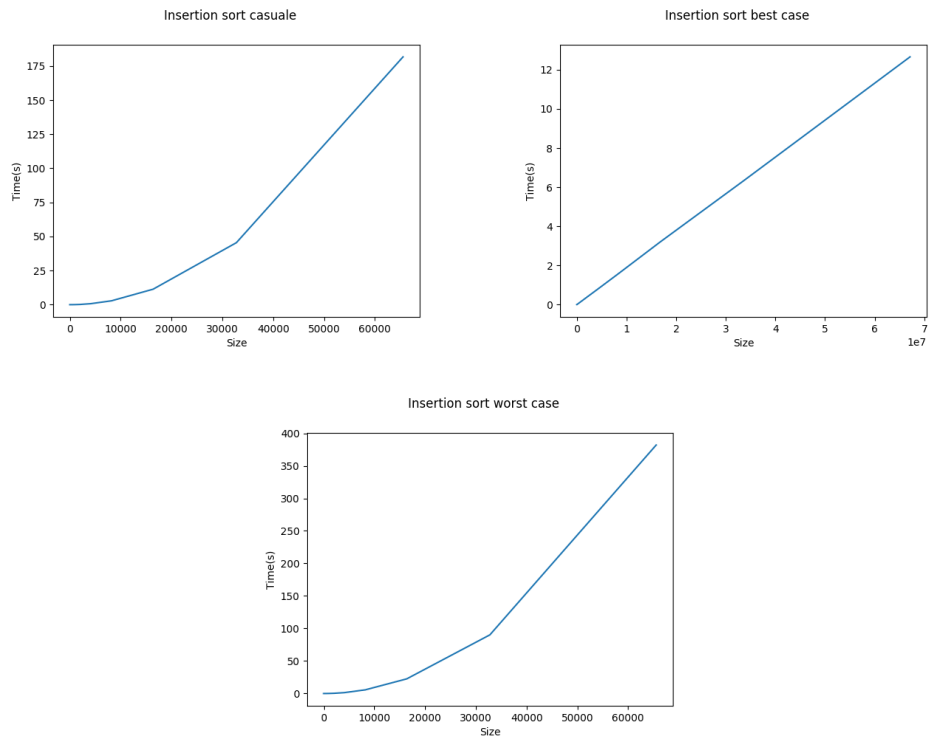 Insertion sort casuale
175
150
125
100
75
50
25
0
Time(s)
0 10000 20000 30000 40000 50000 60000
Size
Insertion sort best case
12
10
8
6
4
2
0
Time(s)
0 1 2 3 4 5 6 7
1e7
Size
Insertion sort worst case
400
350
300
250
200
150
100
50
0
Time(s)
0 10000 20000 30000 40000 50000 60000
Size